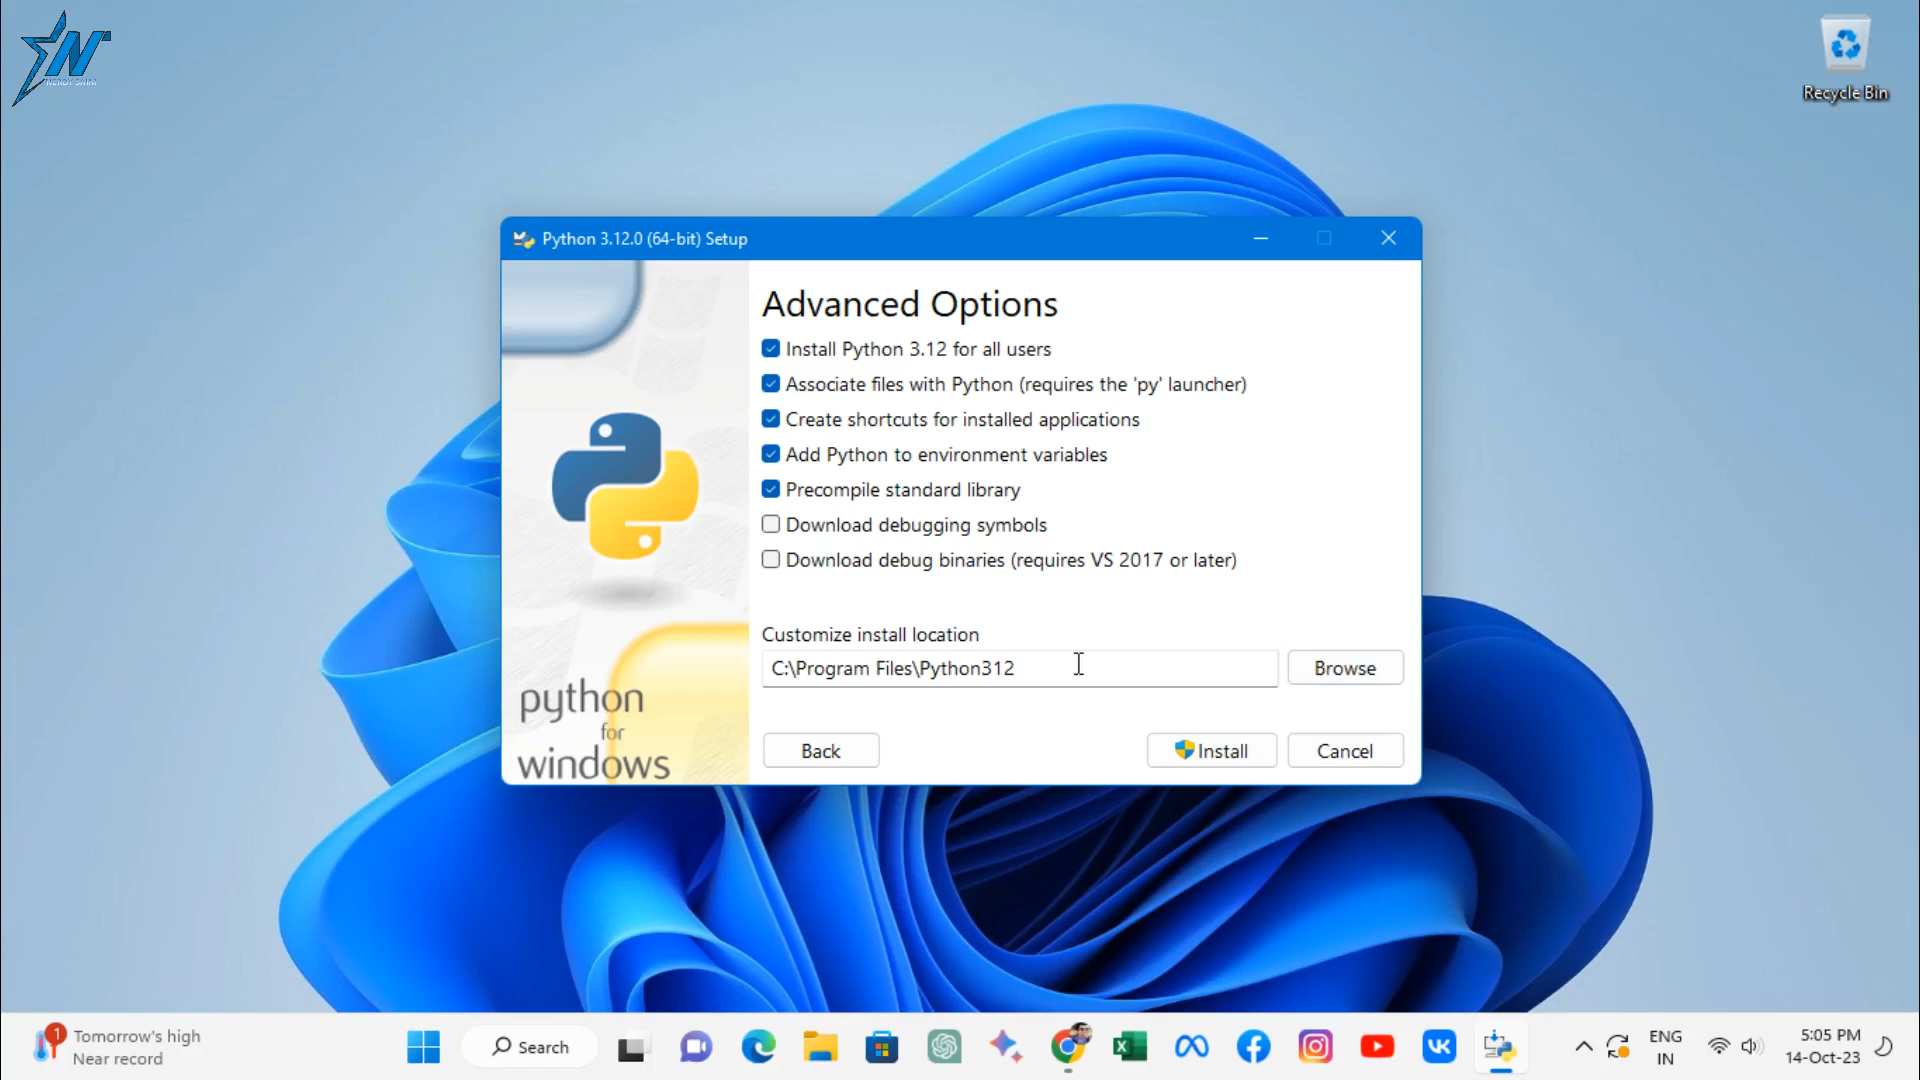 N
NERDY SAIM
Recycle Bin
Python 3.12.0 (64-bit) Setup
Advanced Options
Install Python 3.12 for all users
Associate files with Python (requires the 'py' launcher)
Create shortcuts for installed applications
Add Python to environment variables
Precompile standard library
Download debugging symbols
Download debug binaries (requires VS 2017 or later)
Customize install location
C:\Program Files\Python312
Browse
python
for
windows
Back
Install
Cancel
1
Tomorrow's high
Near record
Search
ENG
IN
5:05 PM
14-Oct-23